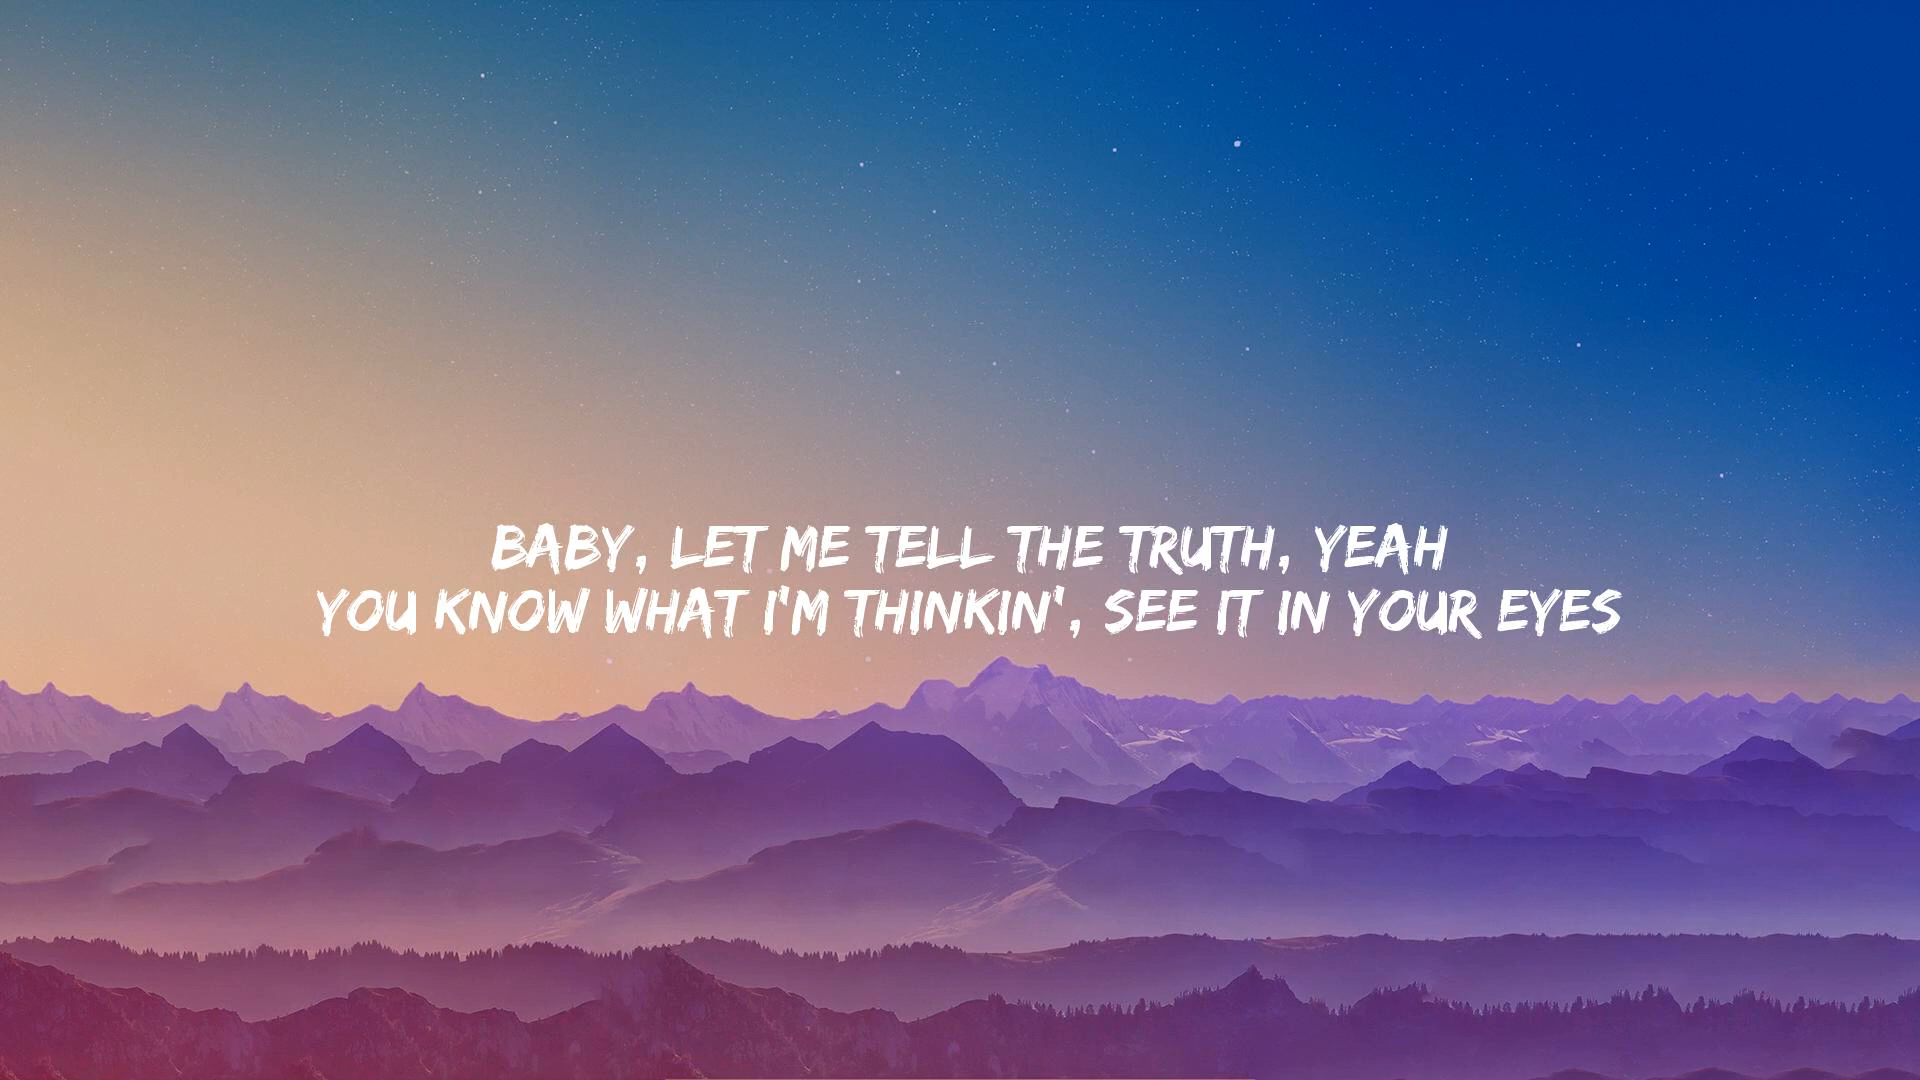 BABY, LET ME TELL THE TRUTH, YEAH
YOU KNOW WHAT I'M THINKIN', SEE IT IN YOUR EYES